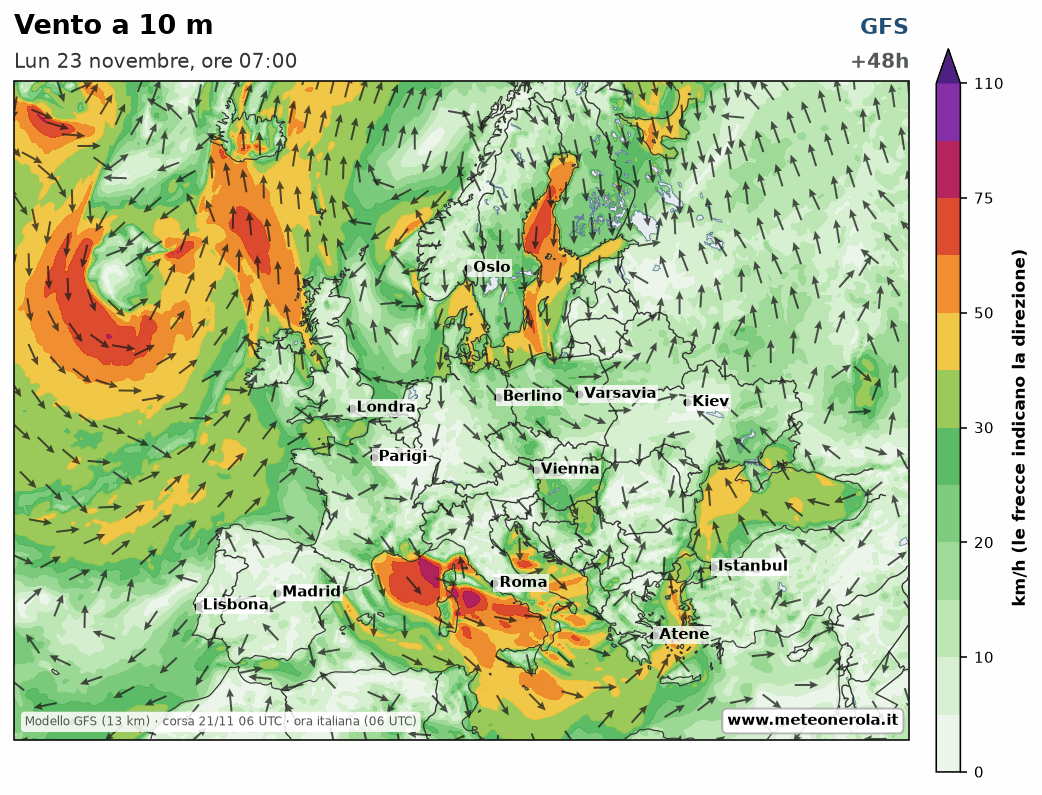 Vento a 10 m
GFS
Lun 23 novembre, ore 07:00
+48h
110
75
50
30
20
10
0
km/h (le frecce indicano la direzione)
Oslo
Londra
Berlino
Varsavia
Kiev
Parigi
Vienna
Istanbul
Roma
Madrid
Lisbona
Atene
Modello GFS (13 km) · corsa 21/11 06 UTC · ora italiana (06 UTC)
www.meteonerola.it